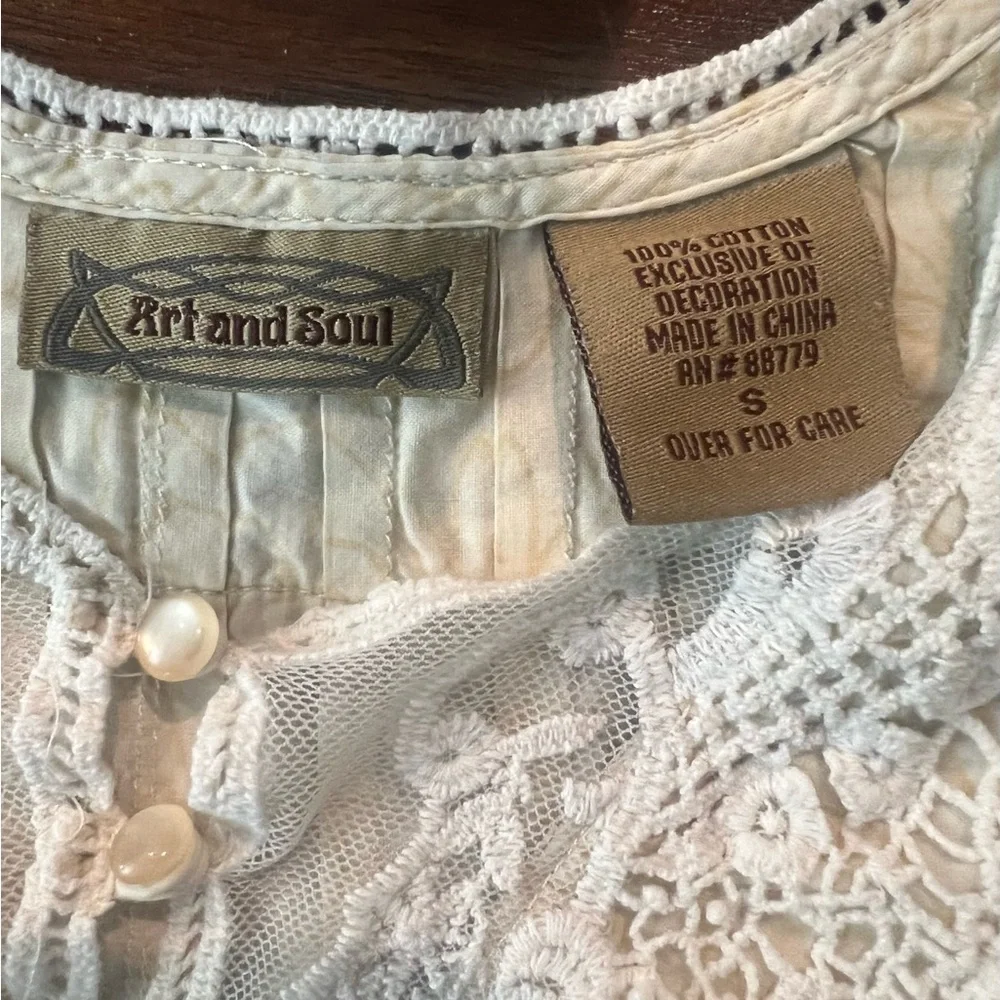 Art and Soul
100% COTTON
EXCLUSIVE OF
DECORATION
MADE IN CHINA
RN # 88779
S
OVER FOR CARE